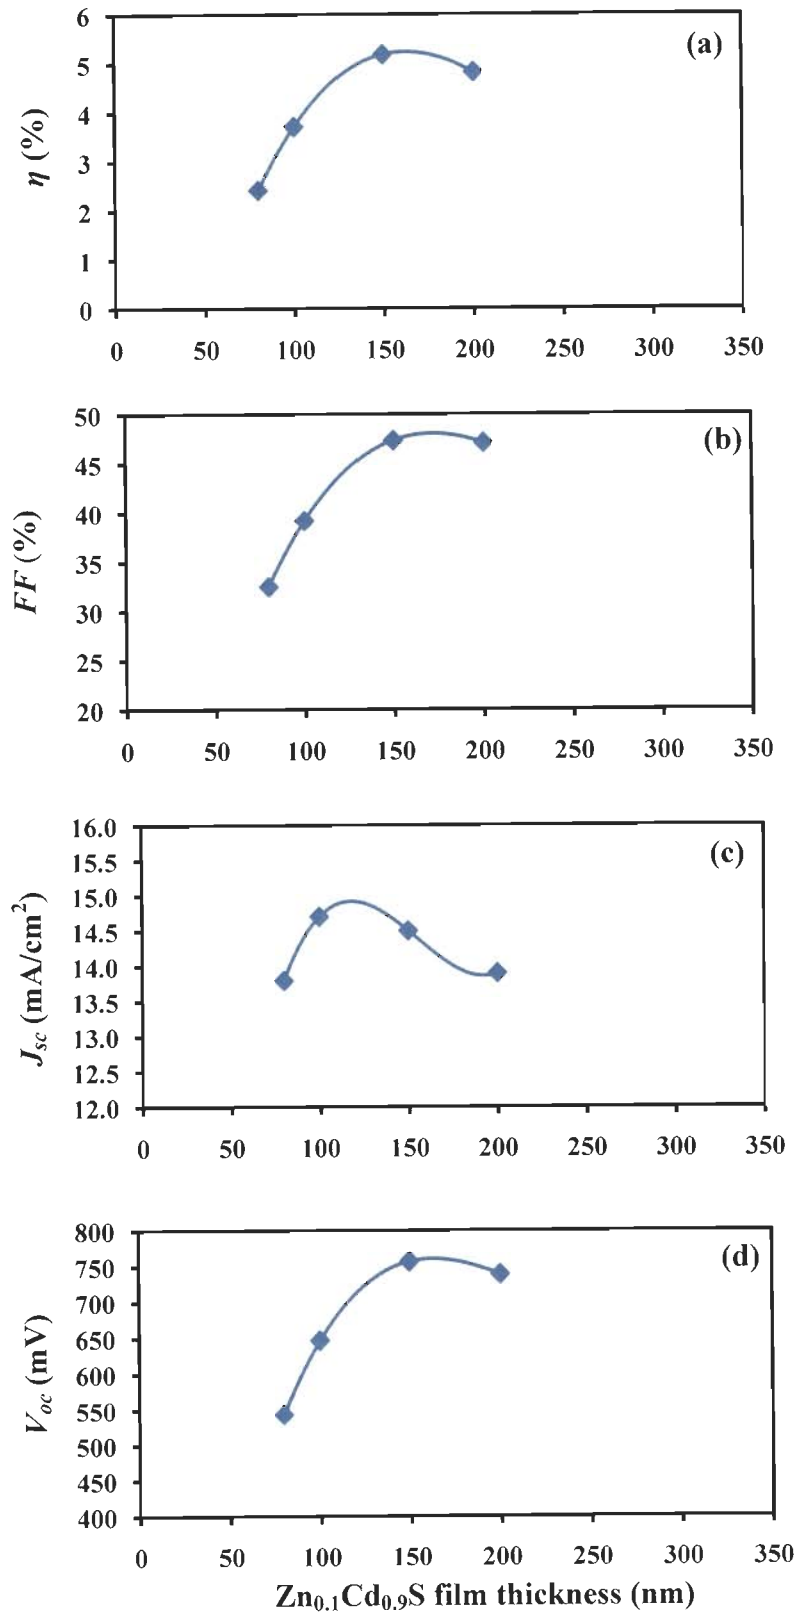 6
5
4
3
2
1
0
η (%)
(a)
0 50 100 150 200 250 300 350
50
45
40
35
30
25
20
FF (%)
(b)
0 50 100 150 200 250 300 350
16.0
15.5
15.0
14.5
14.0
13.5
13.0
12.5
12.0
Jsc (mA/cm²)
(c)
0 50 100 150 200 250 300 350
800
750
700
650
600
550
500
450
400
Voc (mV)
(d)
0 50 100 150 200 250 300 350
Zn0.1Cd0.9S film thickness (nm)